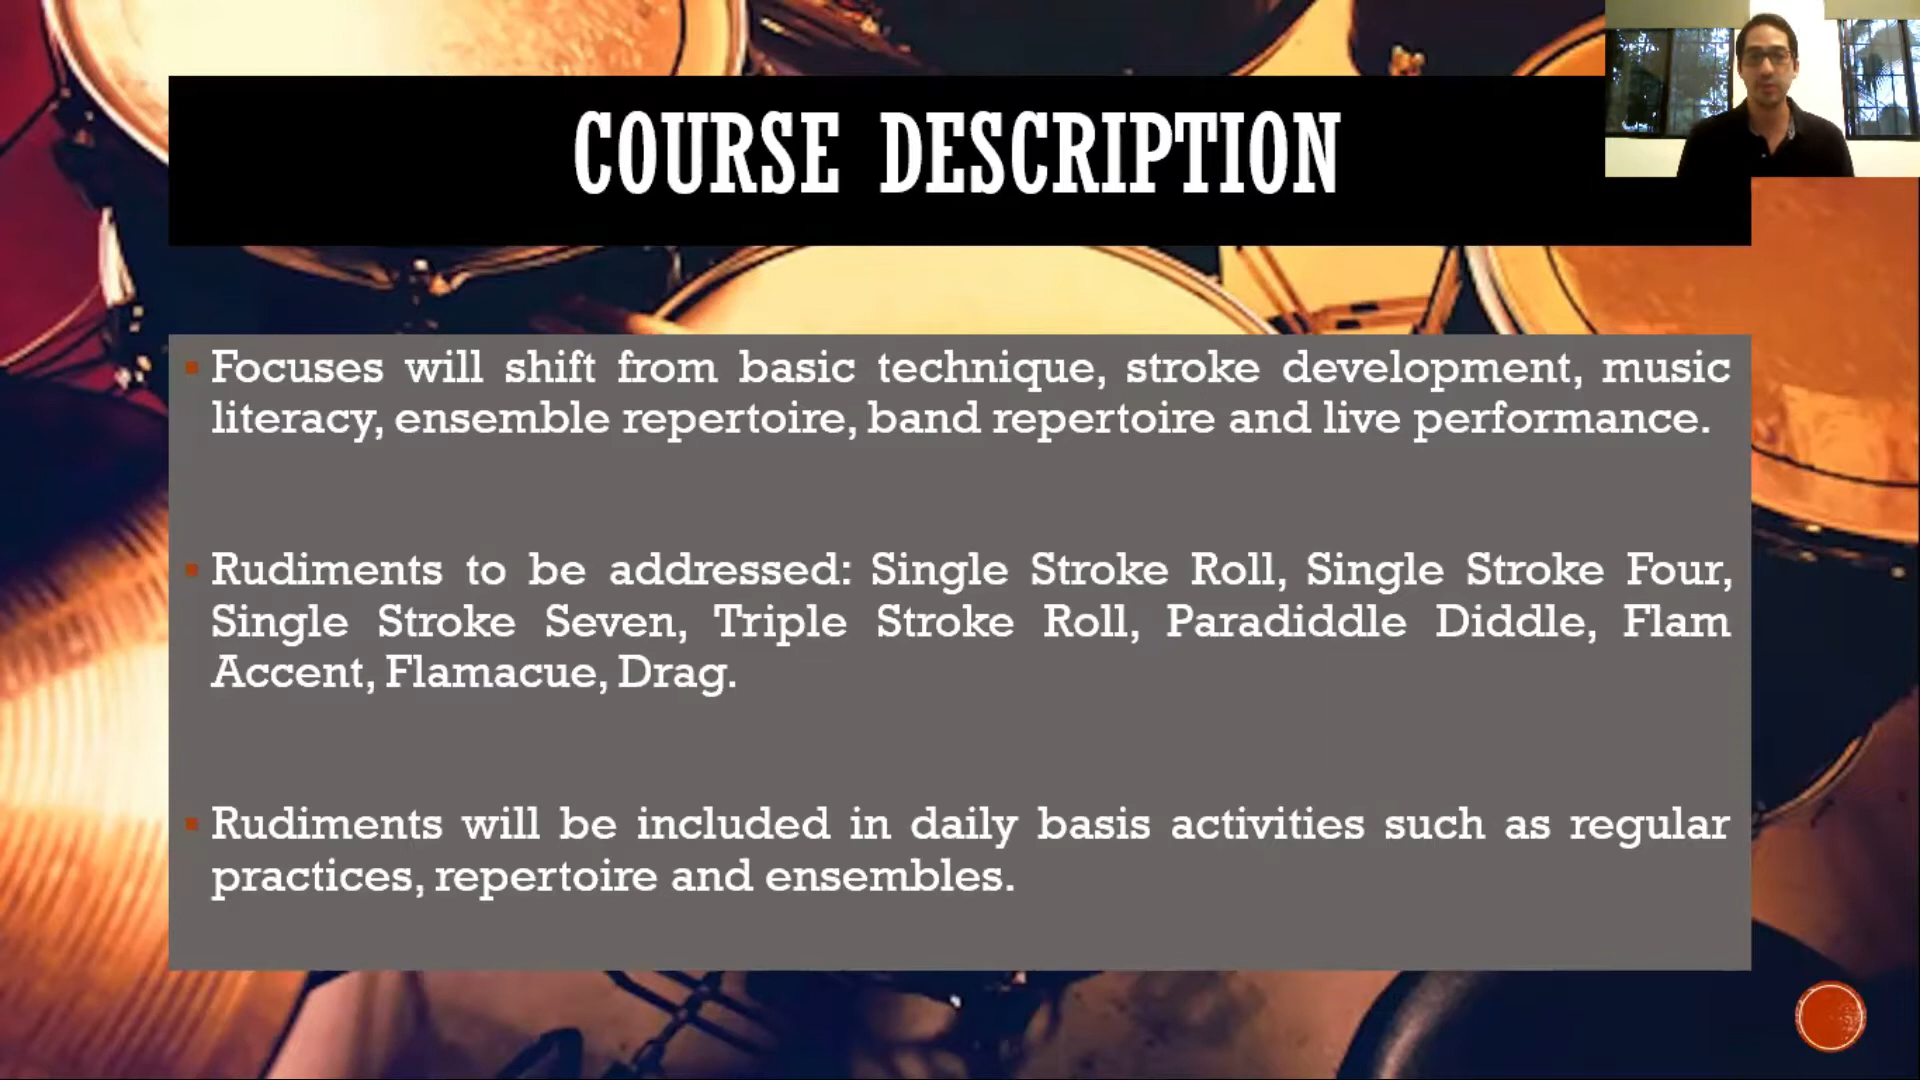 COURSE DESCRIPTION
Focuses will shift from basic technique, stroke development, music
literacy, ensemble repertoire, band repertoire and live performance.
Rudiments to be addressed: Single Stroke Roll, Single Stroke Four,
Single Stroke Seven, Triple Stroke Roll, Paradiddle Diddle, Flam
Accent, Flamacue, Drag.
Rudiments will be included in daily basis activities such as regular
practices, repertoire and ensembles.